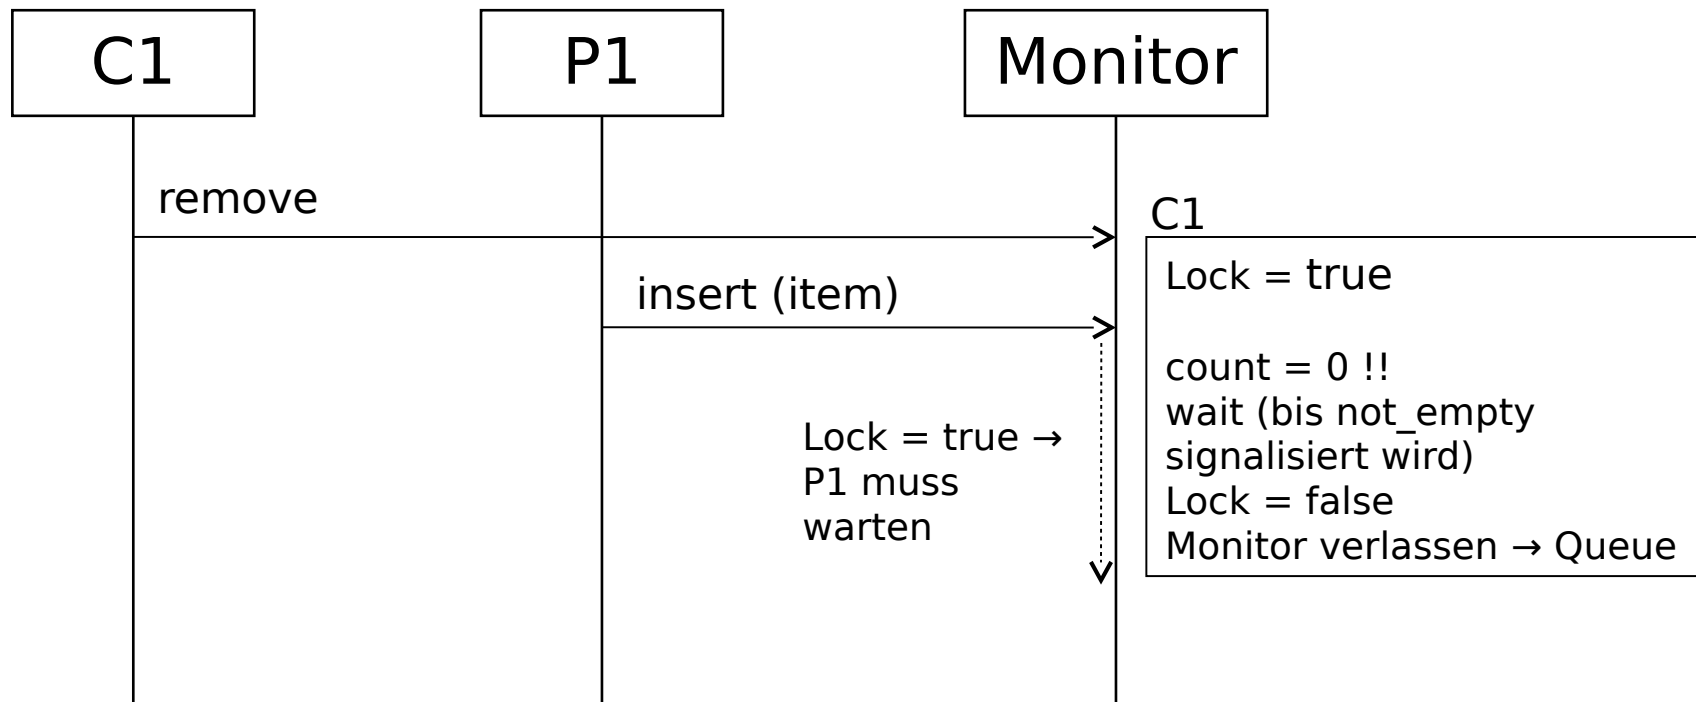 C1
P1
Monitor
remove
C1
Lock = true
insert (item)
count = 0 !!
wait (bis not_empty
signalisiert wird)
Lock = false
Monitor verlassen → Queue
Lock = true →
P1 muss
warten